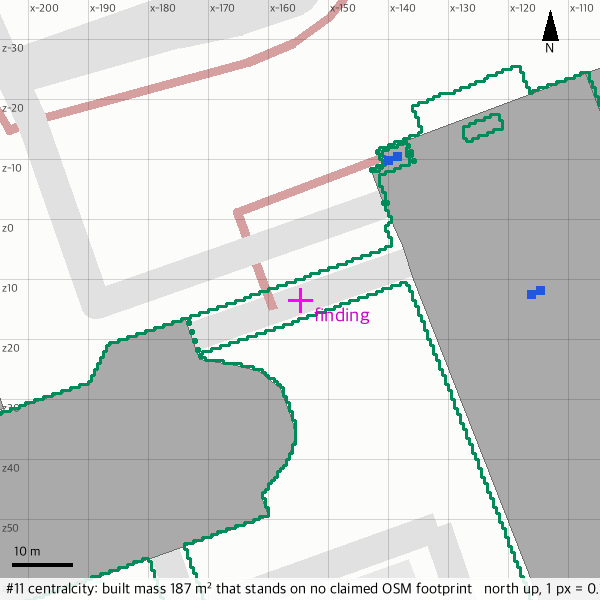 x-200 x-190 x-180 x-170 x-160 x-150 x-140 x-130 x-120 x-110
z-30
N
z-20
z-10
z0
z10
finding
z20
z40
z50
10 m
#11 centralcity: built mass 187 m² that stands on no claimed OSM footprint north up, 1 px = 0.